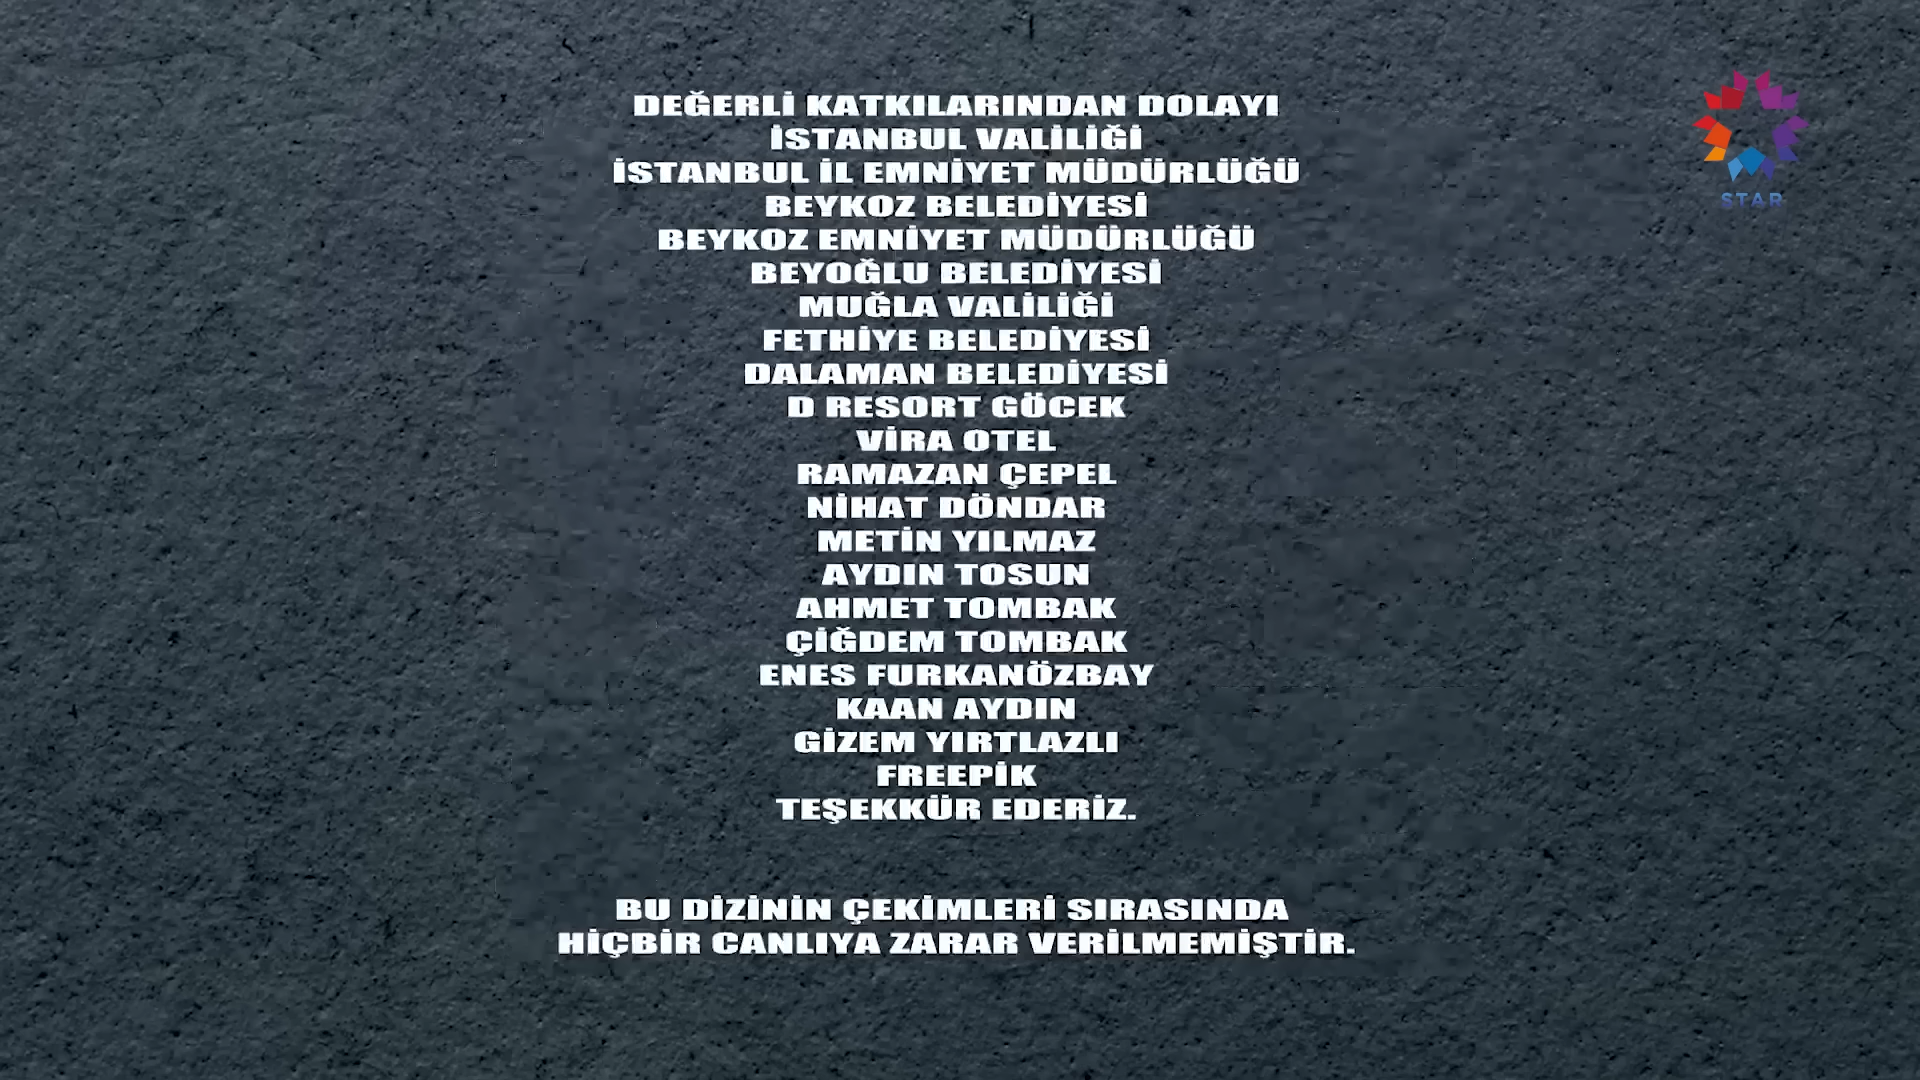 DEĞERLİ KATKILARINDAN DOLAYI
İSTANBUL VALİLİĞİ
İSTANBUL İL EMNİYET MÜDÜRLÜĞÜ
BEYKOZ BELEDİYESİ
BEYKOZ EMNİYET MÜDÜRLÜĞÜ
BEYOĞLU BELEDİYESİ
MUĞLA VALİLİĞİ
FETHİYE BELEDİYESİ
DALAMAN BELEDİYESİ
D RESORT GÖCEK
VİRA OTEL
RAMAZAN ÇEPEL
NİHAT DÖNDAR
METİN YILMAZ
AYDIN TOSUN
AHMET TOMBAK
ÇİĞDEM TOMBAK
ENES FURKANÖZBAY
KAAN AYDIN
GİZEM YIRTLAZLI
FREEPİK
TEŞEKKÜR EDERİZ.
BU DİZİNİN ÇEKİMLERİ SIRASINDA
HİÇBİR CANLIYA ZARAR VERİLMEMİŞTİR.
STAR